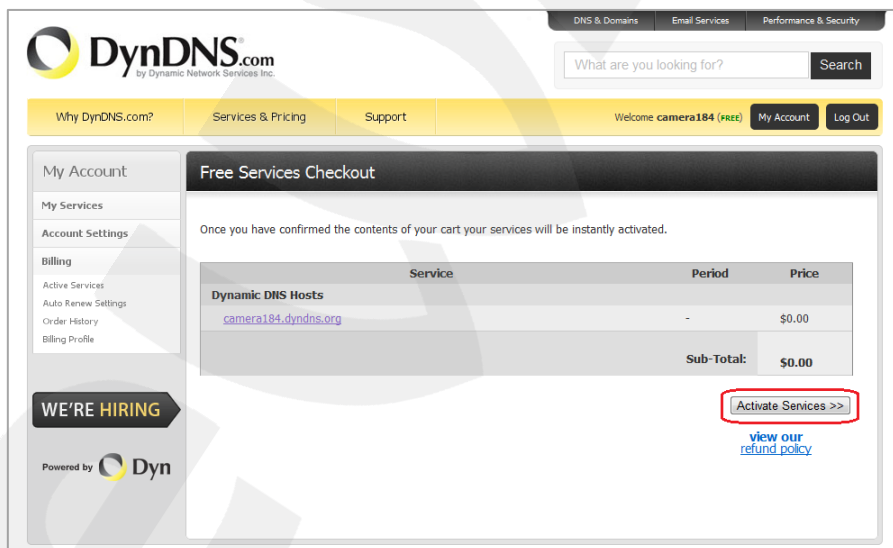 DNS & Domains Email Services Performance & Security
DynDNS.com
by Dynamic Network Services Inc.
What are you looking for? Search
Why DynDNS.com? Services & Pricing Support Welcome camera184 (FREE) My Account Log Out
My Account
My Services
Account Settings
Billing
Active Services
Auto Renew Settings
Order History
Billing Profile
WE'RE HIRING
Powered by Dyn
Free Services Checkout
Once you have confirmed the contents of your cart your services will be instantly activated.
Service Period Price
Dynamic DNS Hosts
camera184.dyndns.org - $0.00
Sub-Total: $0.00
Activate Services >>
view our
refund policy